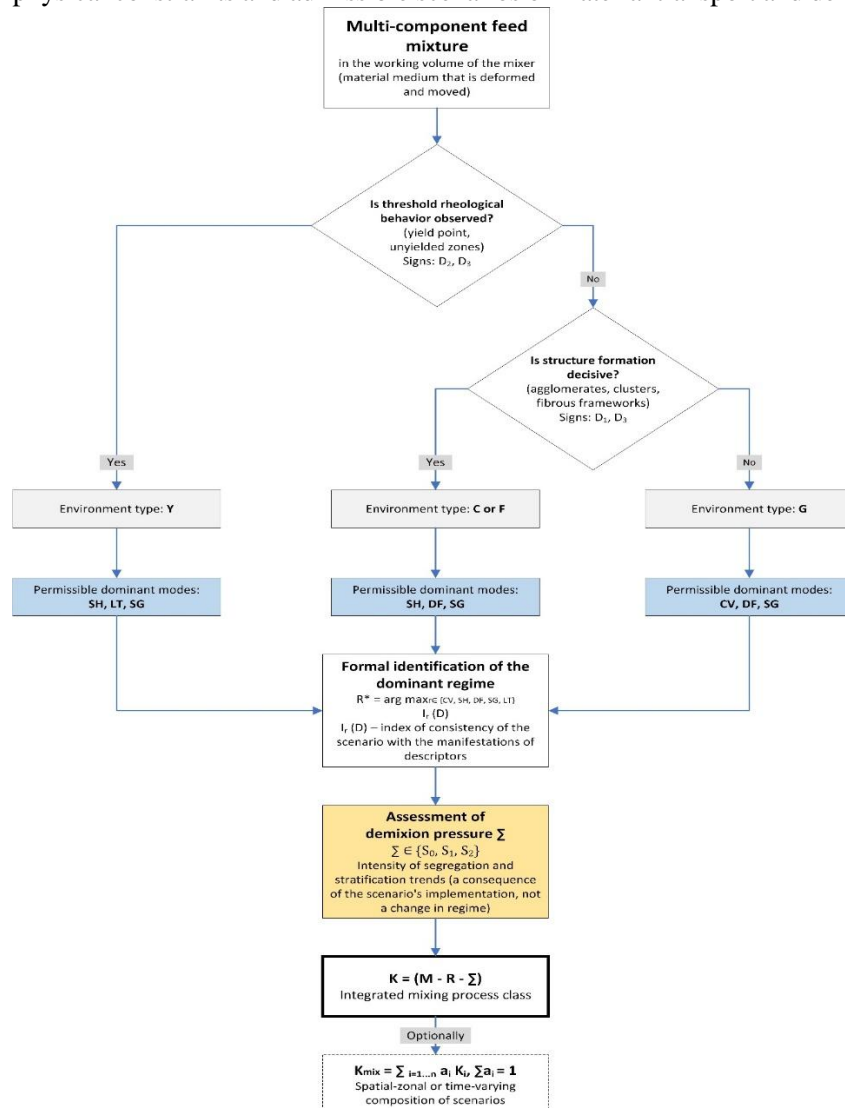 Multi-component feed
mixture
in the working volume of the mixer
(material medium that is deformed
and moved)
Is threshold rheological
behavior observed?
(yield point,
unyielded zones)
Signs: D₂, D₃
No
Is structure formation
decisive?
(agglomerates, clusters,
fibrous frameworks)
Signs: D₁, D₃
Yes
Yes
No
Environment type: Y
Environment type: C or F
Environment type: G
Permissible dominant modes:
SH, LT, SG
Permissible dominant modes:
SH, DF, SG
Permissible dominant modes:
CV, DF, SG
Formal identification of the
dominant regime
R* = arg max r∈ {CV, SH, DF, SG, LT}
Iᵣ (D)
Iᵣ (D) – index of consistency of the
scenario with the manifestations of
descriptors
Assessment of
demixion pressure ∑
∑ ∈ {S₀, S₁, S₂}
Intensity of segregation and
stratification trends (a consequence
of the scenario's implementation, not
a change in regime)
K = (M - R - ∑)
Integrated mixing process class
Optionally
Kmix = ∑ i=1...n aᵢ Kᵢ, ∑aᵢ = 1
Spatial-zonal or time-varying
composition of scenarios